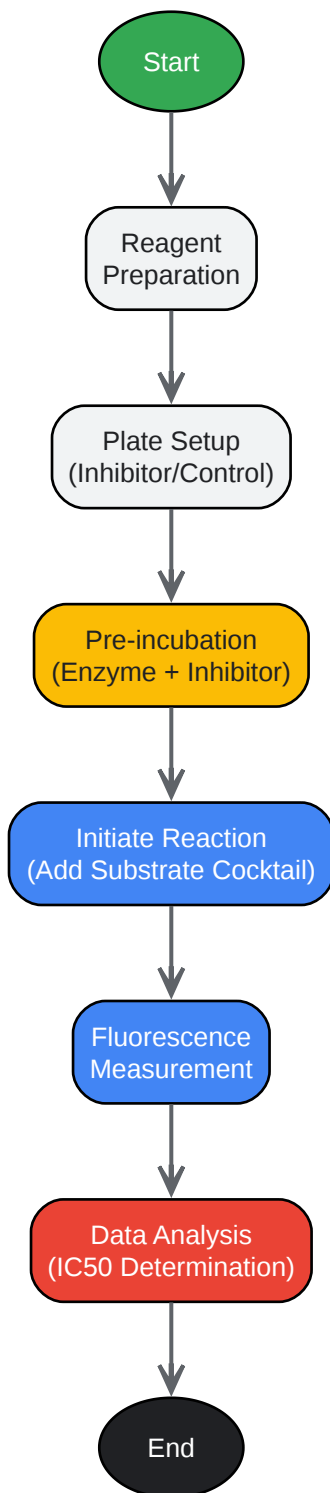 Start
Reagent
Preparation
Plate Setup
(Inhibitor/Control)
Pre-incubation
(Enzyme + Inhibitor)
Initiate Reaction
(Add Substrate Cocktail)
Fluorescence
Measurement
Data Analysis
(IC50 Determination)
End